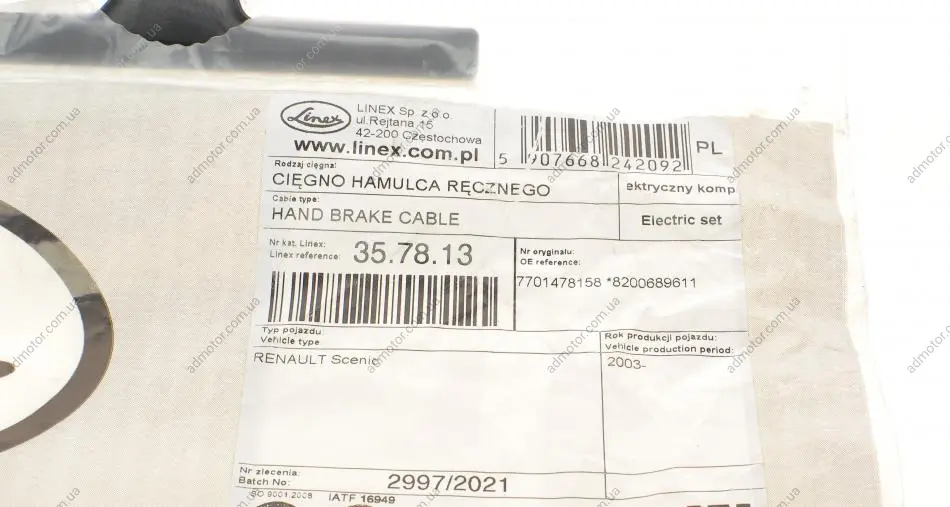 Linex
LINEX Sp. z o.o.
ul.Rejtana 15
42-200 Częstochowa
www.linex.com.pl
5 907668 242092
PL
Rodzaj cięgna:
CIĘGNO HAMULCA RĘCZNEGO
ektryczny komp
Cable type:
HAND BRAKE CABLE
Electric set
Nr kat. Linex:
Linex reference:
35.78.13
Nr oryginału:
OE reference:
7701478158 *8200689611
Typ pojazdu:
Vehicle type
RENAULT Scenic
Rok produkcji pojazdu:
Vehicle production period:
2003-
Nr zlecenia:
Batch No:
2997/2021
ISO 9001:2008 IATF 16949
admotor.com.ua